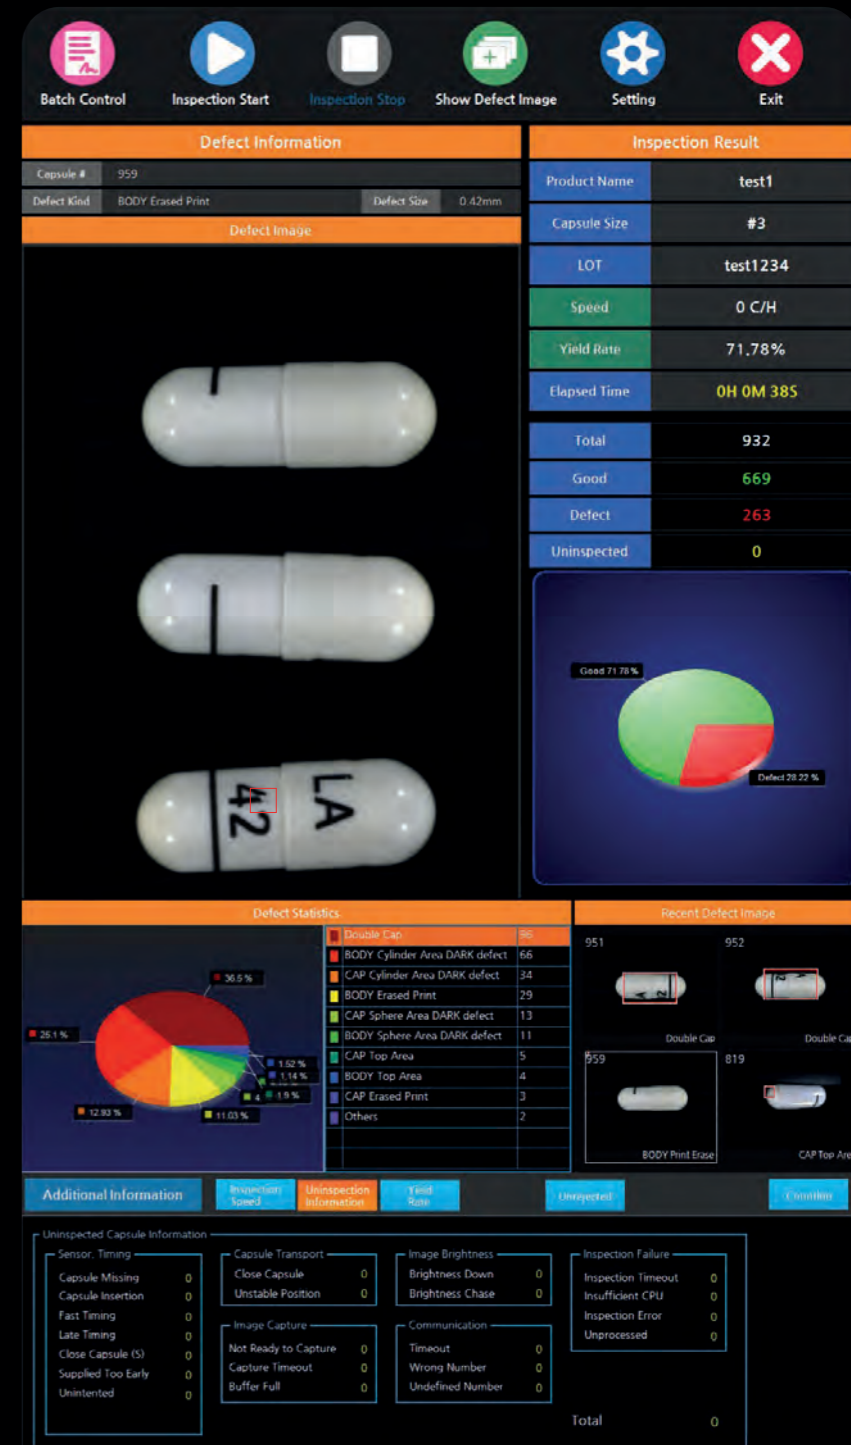 Batch Control Inspection Start Inspection Stop Show Defect Image Setting Exit
Defect Information
Capsule # 959
Defect Kind BODY Erased Print Defect Size 0.42mm
Defect Image
42 LA
Inspection Result
Product Name test1
Capsule Size #3
LOT test1234
Speed 0 C/H
Yield Rate 71.78%
Elapsed Time 0H 0M 38S
Total 932
Good 669
Defect 263
Uninspected 0
Good 71.78 %
Defect 28.22 %
Defect Statistics
36.5 %
25.1 %
12.93 %
11.03 %
4
1.9 %
1.14 %
1.52 %
Double Cap 96
BODY Cylinder Area DARK defect 66
CAP Cylinder Area DARK defect 34
BODY Erased Print 29
CAP Sphere Area DARK defect 13
BODY Sphere Area DARK defect 11
CAP Top Area 5
BODY Top Area 4
CAP Erased Print 3
Others 2
Recent Defect Image
951 952
Double Cap Double Cap
959 819
BODY Print Erase CAP Top Are
Additional Information
Inspection Speed
Uninspection Information
Yield Rate
Uninspected
Uninspected Capsule Information
Sensor. Timing
Capsule Missing 0
Capsule Insertion 0
Fast Timing 0
Late Timing 0
Close Capsule (S) 0
Supplied Too Early 0
Unintented 0
Capsule Transport
Close Capsule 0
Unstable Position 0
Image Capture
Not Ready to Capture 0
Capture Timeout 0
Buffer Full 0
Image Brightness
Brightness Down 0
Brightness Chase 0
Communication
Timeout 0
Wrong Number 0
Undefined Number 0
Inspection Failure
Inspection Timeout 0
Insufficient CPU 0
Inspection Error 0
Unprocessed 0
Total 0